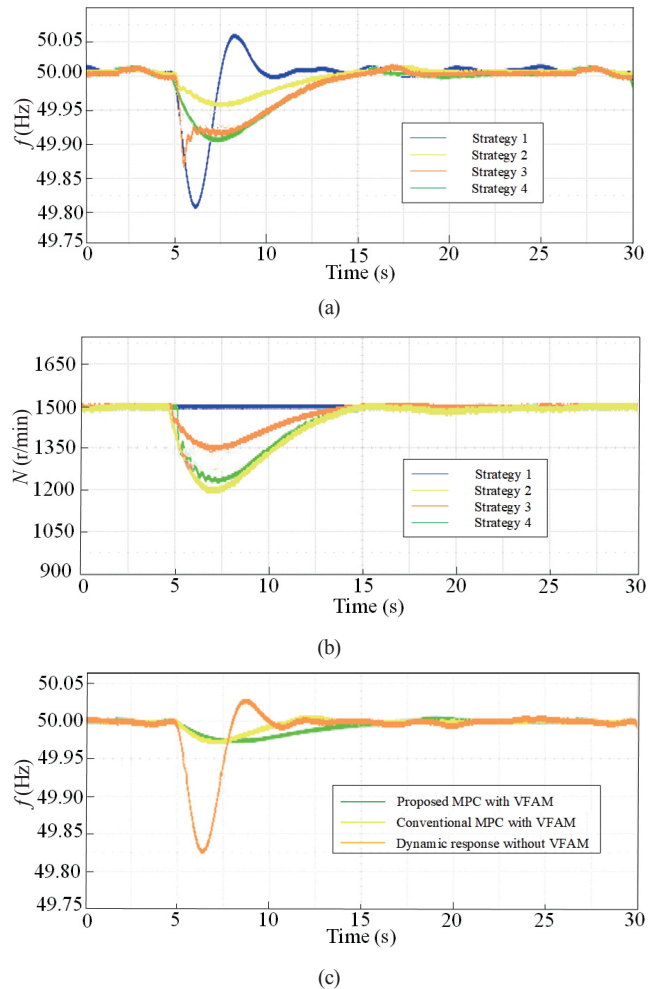 50.05
50.00
49.95
49.90
49.85
49.80
49.75
f(Hz)
Strategy 1
Strategy 2
Strategy 3
Strategy 4
0 5 10 15 20 25 30
Time (s)
(a)
1650
1500
1350
1200
1050
900
N (r/min)
Strategy 1
Strategy 2
Strategy 3
Strategy 4
0 5 10 15 20 25 30
Time (s)
(b)
50.05
50.00
49.95
49.90
49.85
49.80
49.75
f(Hz)
Proposed MPC with VFAM
Conventional MPC with VFAM
Dynamic response without VFAM
0 5 10 15 20 25 30
Time (s)
(c)